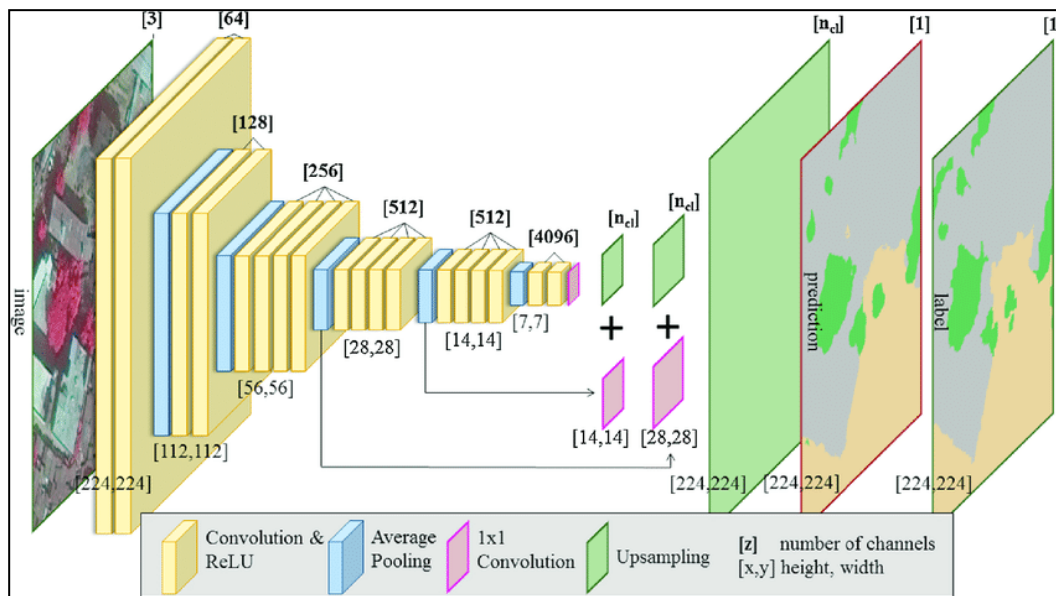 [3]
[64]
[128]
[256]
[512]
[512]
[4096]
[n_cl]
[n_cl]
[n_cl]
[1]
[1
image
prediction
label
+
+
[7,7]
[14,14]
[28,28]
[56,56]
[112,112]
[224,224]
[14,14]
[28,28]
[224,224]
[224,224]
[224,224]
Convolution &
ReLU
Average
Pooling
1x1
Convolution
Upsampling
[z] number of channels
[x,y] height, width